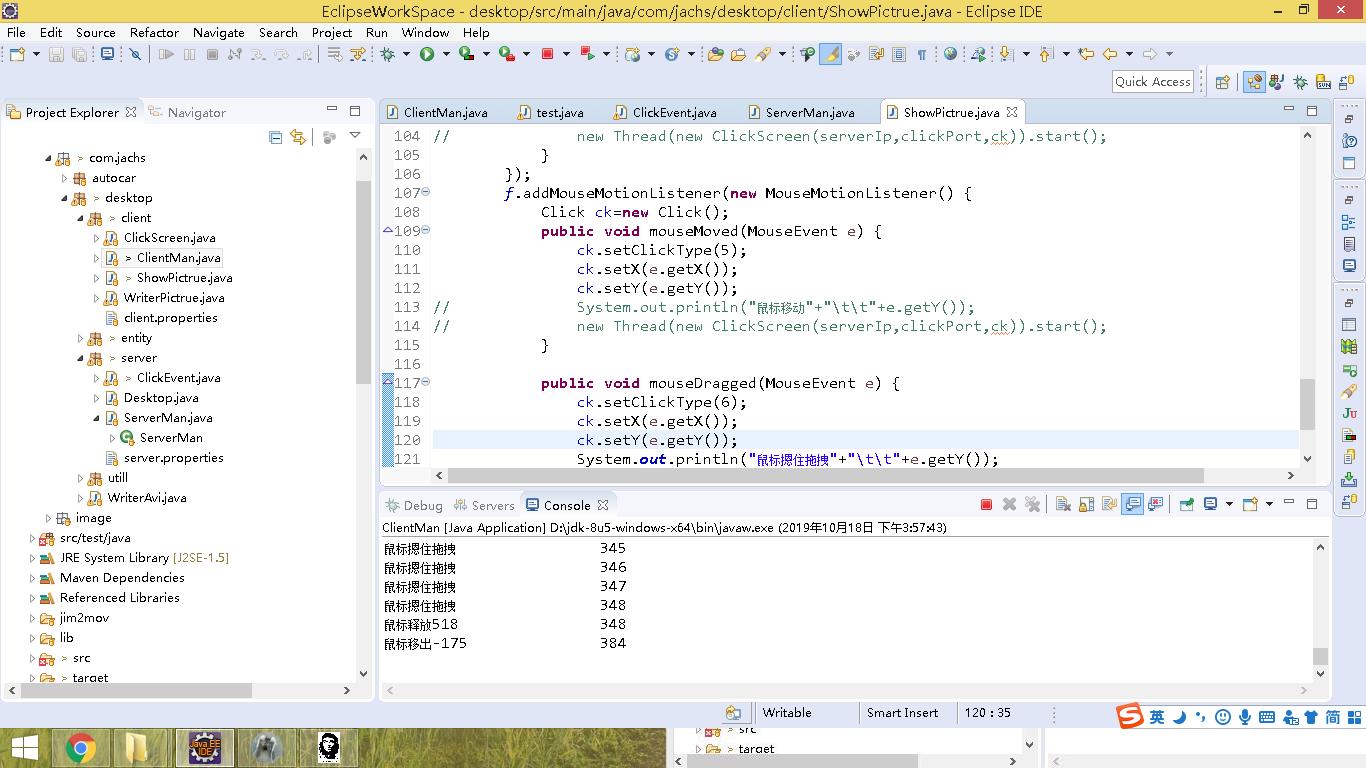 EclipseWorkSpace - desktop/src/main/java/com/jachs/desktop/client/ShowPictrue.java - Eclipse IDE
File Edit Source Refactor Navigate Search Project Run Window Help
Quick Access
Project Explorer Navigator
> com.jachs
autocar
> desktop
> client
ClickScreen.java
> ClientMan.java
> ShowPictrue.java
WriterPictrue.java
client.properties
> entity
> server
> ClickEvent.java
Desktop.java
ServerMan.java
ServerMan
server.properties
utill
WriterAvi.java
image
src/test/java
JRE System Library [J2SE-1.5]
Maven Dependencies
Referenced Libraries
jim2mov
lib
> src
> target
ClientMan.java test.java ClickEvent.java ServerMan.java ShowPictrue.java
104 // new Thread(new ClickScreen(serverIp,clickPort,ck)).start();
105 }
106 });
107 f.addMouseMotionListener(new MouseMotionListener() {
108 Click ck=new Click();
109 public void mouseMoved(MouseEvent e) {
110 ck.setClickType(5);
111 ck.setX(e.getX());
112 ck.setY(e.getY());
113 // System.out.println("鼠标移动"+"\t\t"+e.getY());
114 // new Thread(new ClickScreen(serverIp,clickPort,ck)).start();
115 }
116
117 public void mouseDragged(MouseEvent e) {
118 ck.setClickType(6);
119 ck.setX(e.getX());
120 ck.setY(e.getY());
121 System.out.println("鼠标摁住拖拽"+"\t\t"+e.getY());
Debug Servers Console
ClientMan [Java Application] D:\jdk-8u5-windows-x64\bin\javaw.exe (2019年10月18日 下午3:57:43)
鼠标摁住拖拽 345
鼠标摁住拖拽 346
鼠标摁住拖拽 347
鼠标摁住拖拽 348
鼠标释放518 348
鼠标移出-175 384
Writable Smart Insert 120 : 35
英 简
Java EE
IDE
> src
> target